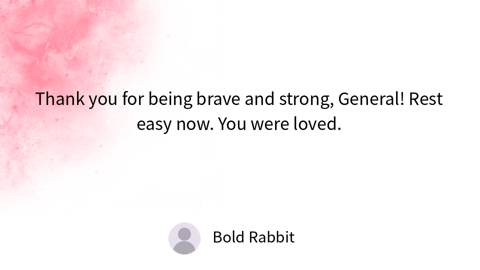 Thank you for being brave and strong, General! Rest
easy now. You were loved.
Bold Rabbit